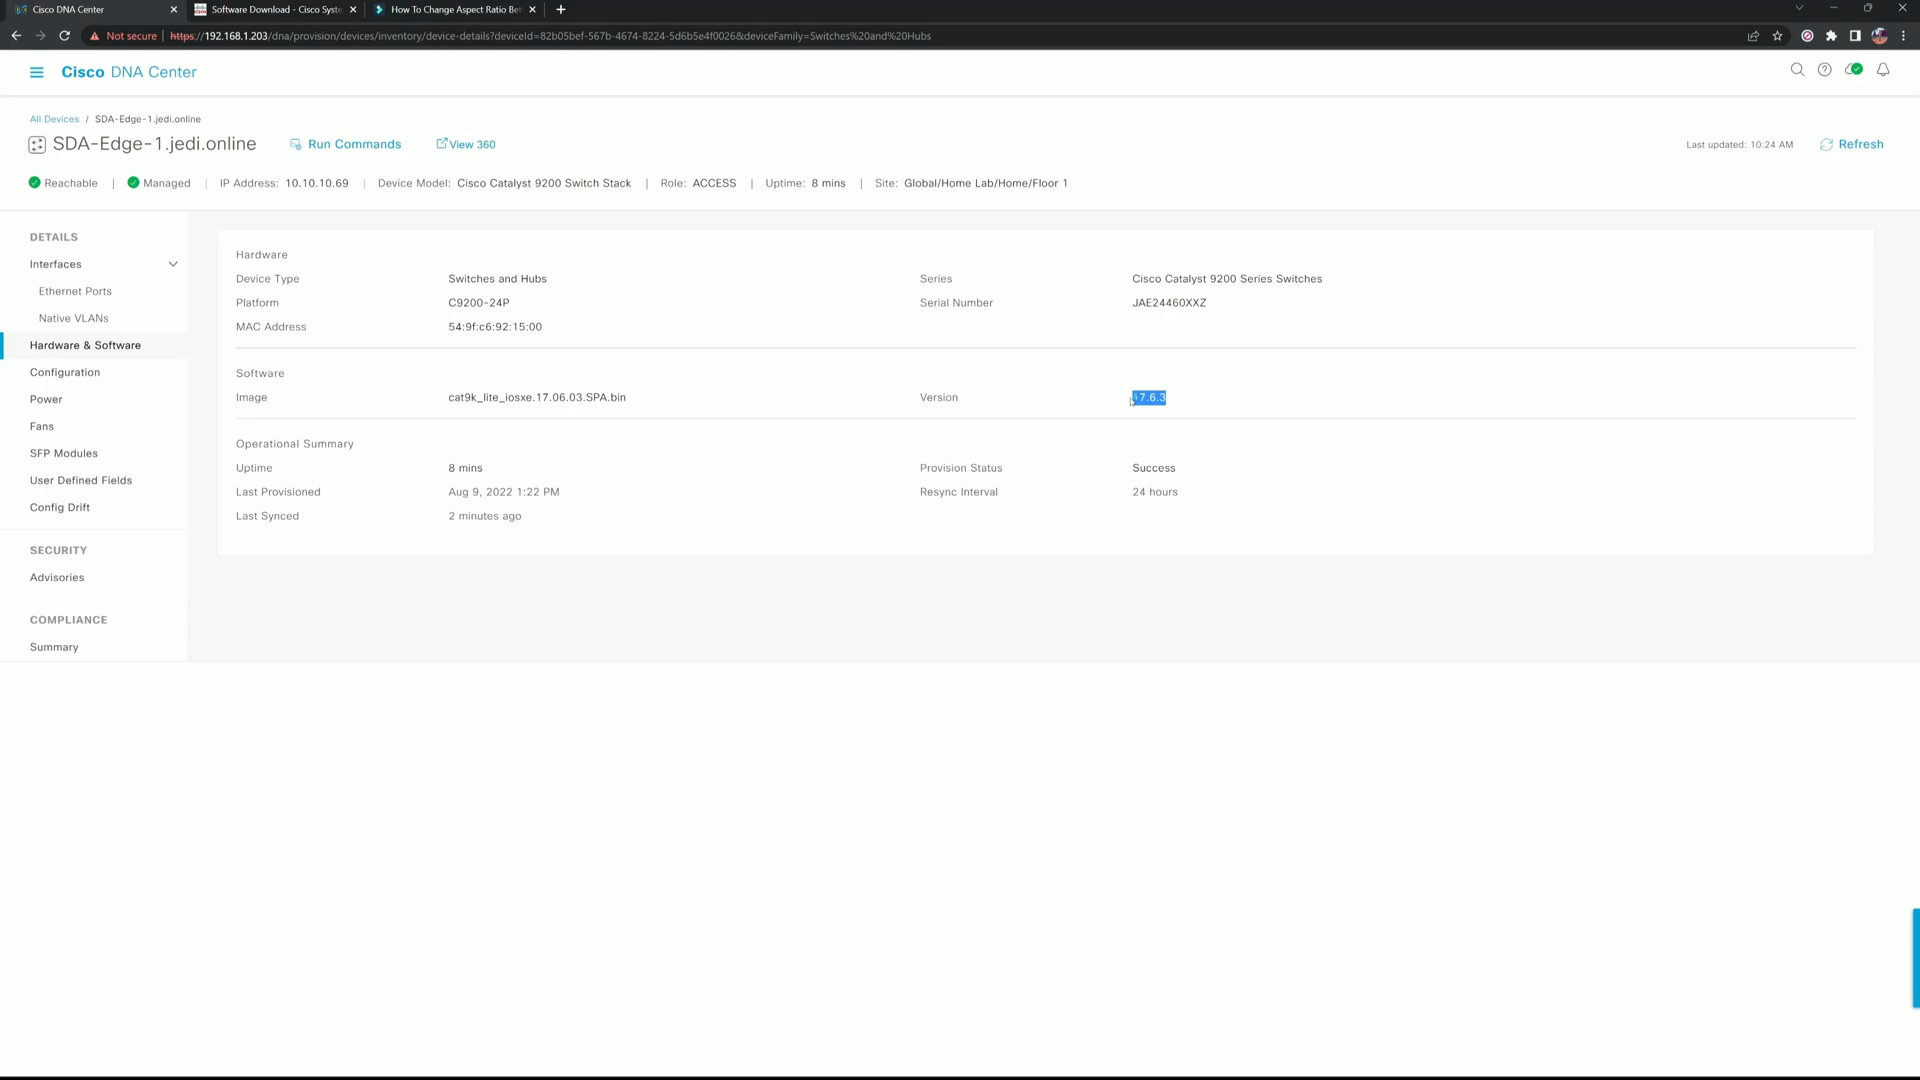 Cisco DNA Center
Software Download - Cisco Syste
How To Change Aspect Ratio Be
Not secure
https://192.168.1.203/dna/provision/devices/inventory/device-details?deviceId=82b05bef-567b-4674-8224-5d6b5e4f0026&deviceFamily=Switches%20and%20Hubs
Cisco DNA Center
All Devices / SDA-Edge-1.jedi.online
SDA-Edge-1.jedi.online
Run Commands
View 360
Last updated: 10:24 AM
Refresh
Reachable | Managed | IP Address: 10.10.10.69 | Device Model: Cisco Catalyst 9200 Switch Stack | Role: ACCESS | Uptime: 8 mins | Site: Global/Home Lab/Home/Floor 1
DETAILS
Interfaces
Ethernet Ports
Native VLANs
Hardware & Software
Configuration
Power
Fans
SFP Modules
User Defined Fields
Config Drift
SECURITY
Advisories
COMPLIANCE
Summary
Hardware
Device Type Switches and Hubs Series Cisco Catalyst 9200 Series Switches
Platform C9200-24P Serial Number JAE24460XXZ
MAC Address 54:9f:c6:92:15:00
Software
Image cat9k_lite_iosxe.17.06.03.SPA.bin Version 17.6.3
Operational Summary
Uptime 8 mins Provision Status Success
Last Provisioned Aug 9, 2022 1:22 PM Resync Interval 24 hours
Last Synced 2 minutes ago